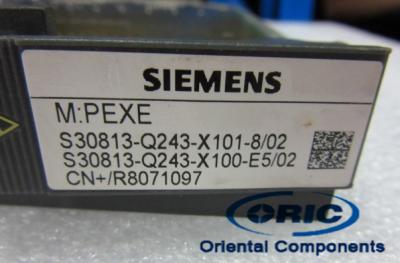 SIEMENS
M:PEXE
S30813-Q243-X101-8/02
S30813-Q243-X100-E5/02
CN+/R8071097
ORIC
Oriental Components